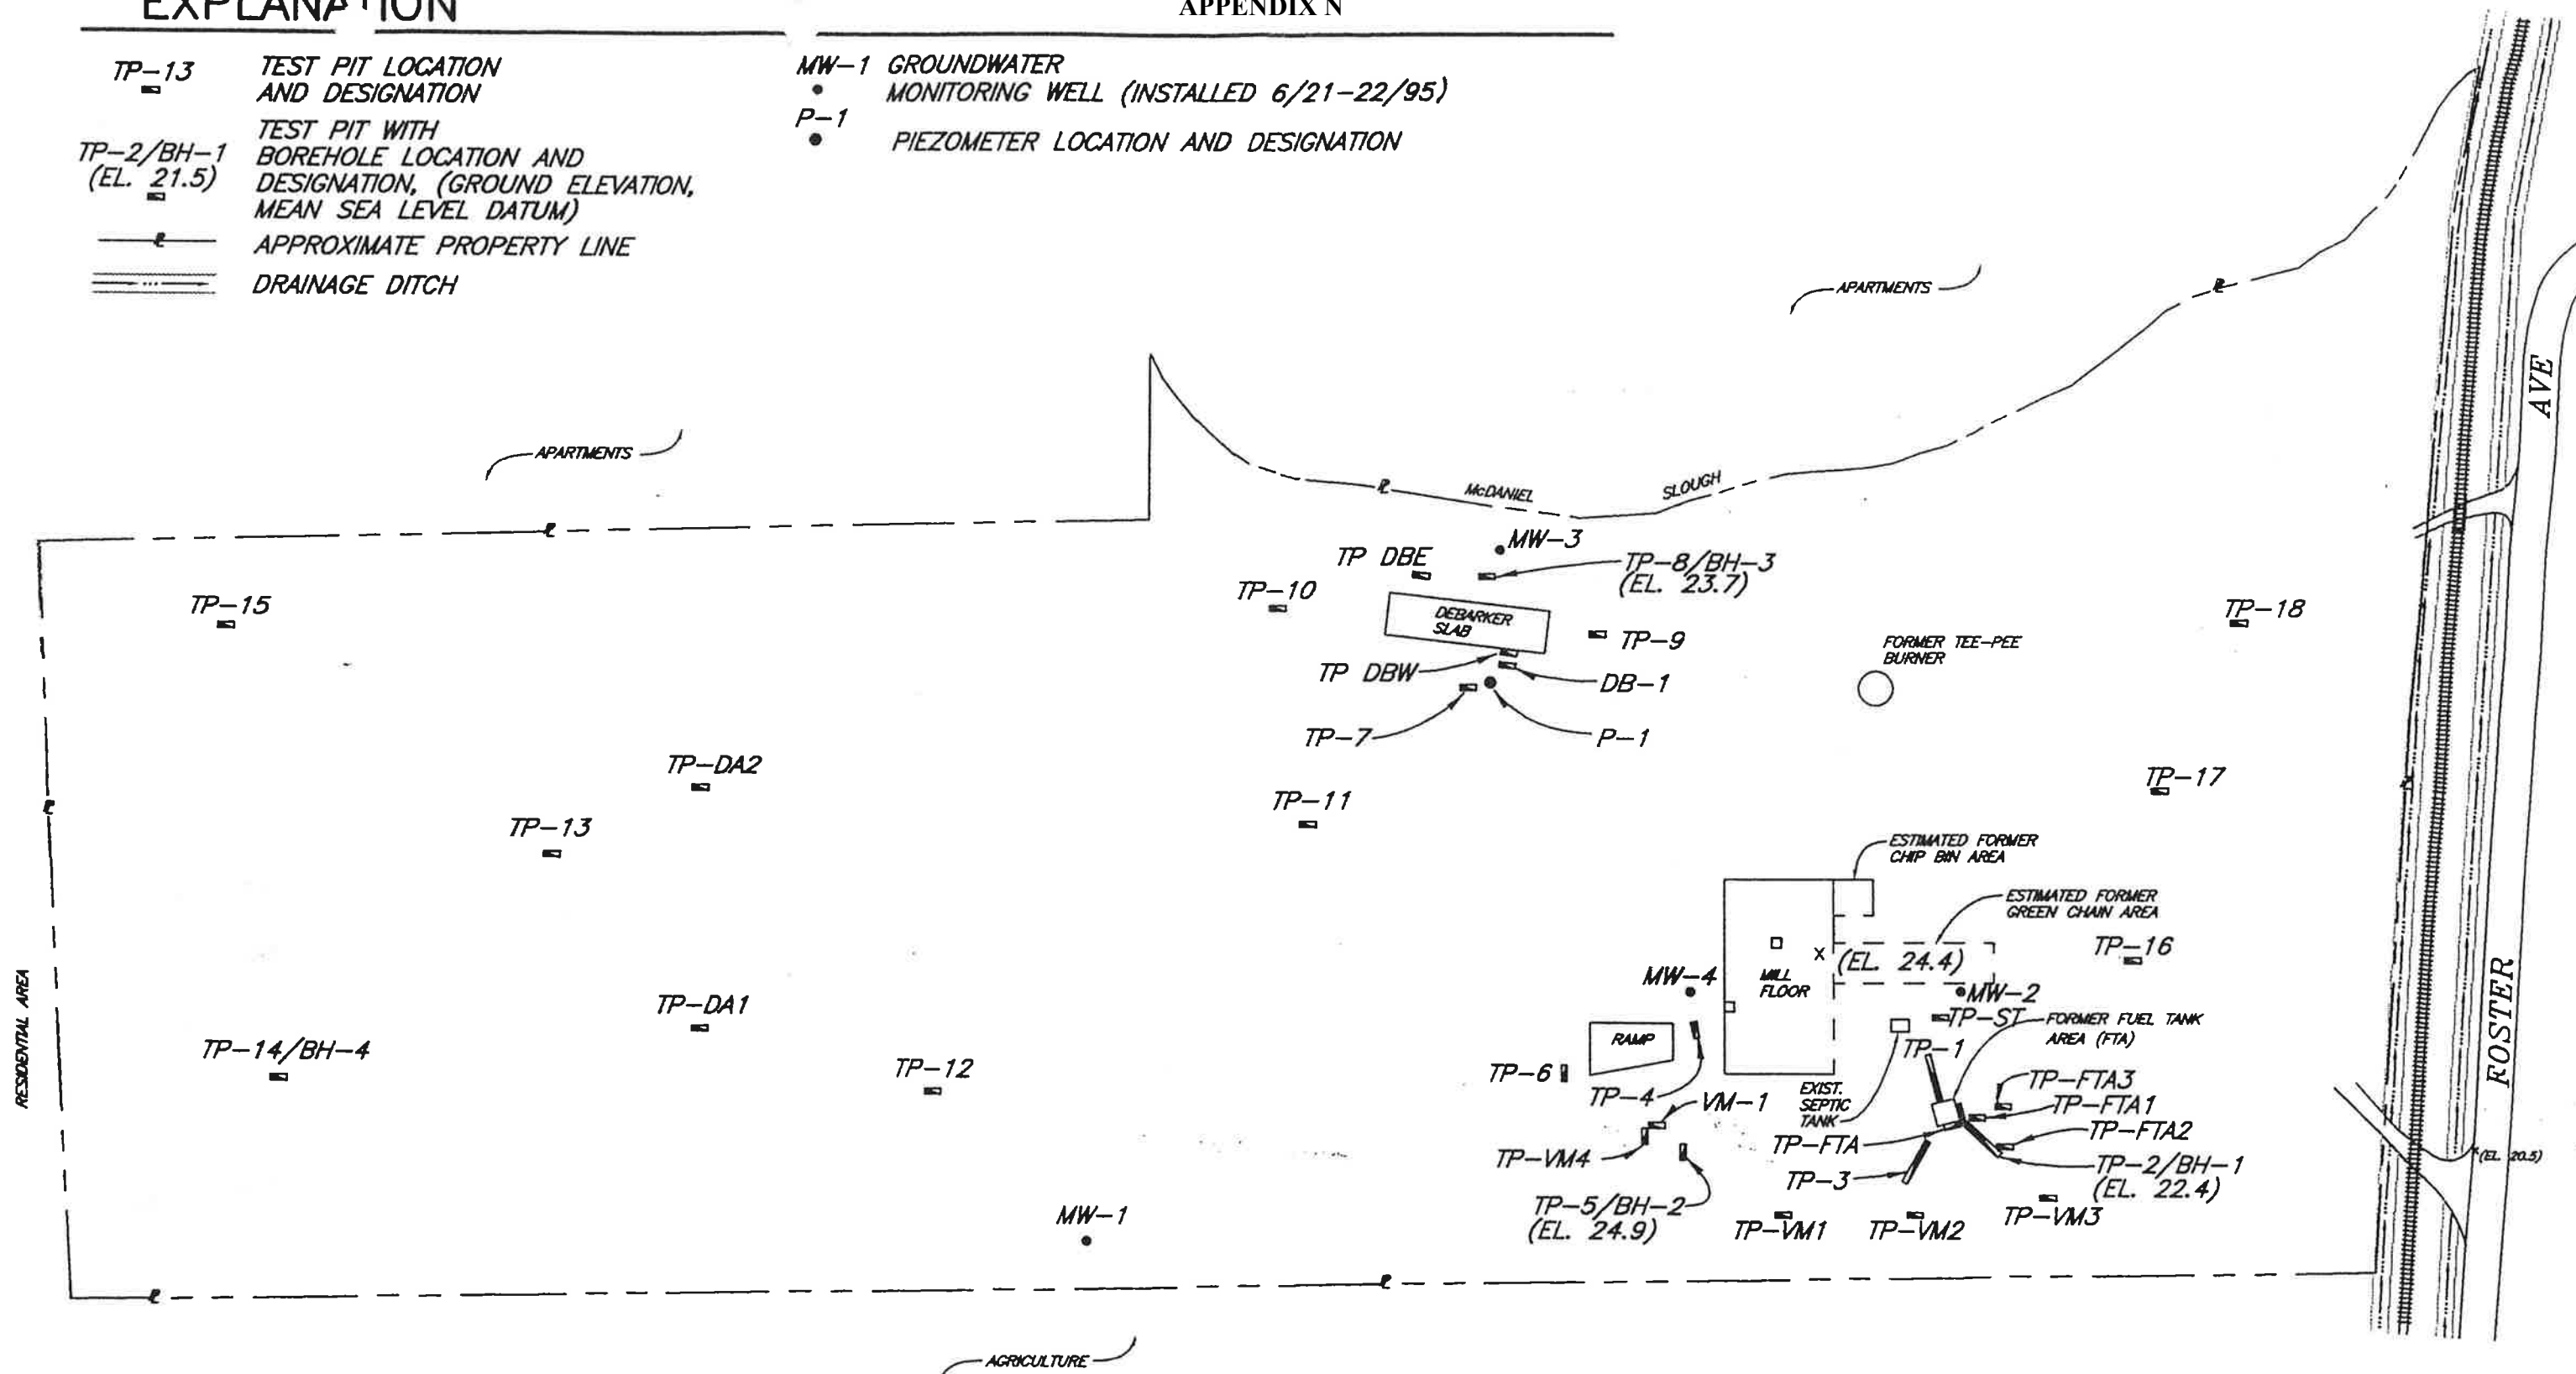 EXPLANATION
APPENDIX N
TP-13
TEST PIT LOCATION
AND DESIGNATION
TP-2/BH-1
(EL. 21.5)
TEST PIT WITH
BOREHOLE LOCATION AND
DESIGNATION, (GROUND ELEVATION,
MEAN SEA LEVEL DATUM)
APPROXIMATE PROPERTY LINE
DRAINAGE DITCH
MW-1 GROUNDWATER
MONITORING WELL (INSTALLED 6/21-22/95)
P-1
PIEZOMETER LOCATION AND DESIGNATION
APARTMENTS
AVE
APARTMENTS
McDANIEL
SLOUGH
MW-3
TP DBE
TP-8/BH-3
(EL. 23.7)
TP-15
TP-10
DEBARKER
SLAB
TP-9
TP-18
FORMER TEE-PEE
BURNER
TP DBW
DB-1
TP-7
P-1
TP-DA2
TP-17
TP-13
TP-11
ESTIMATED FORMER
CHIP BIN AREA
ESTIMATED FORMER
GREEN CHAIN AREA
TP-16
X
(EL. 24.4)
MW-4
MILL
FLOOR
MW-2
RESIDENTIAL AREA
TP-DA1
TP-ST
FORMER FUEL TANK
AREA (FTA)
FOSTER
RAMP
TP-1
TP-14/BH-4
TP-12
TP-6
TP-4
VM-1
EXIST.
SEPTIC
TANK
TP-FTA3
TP-FTA1
TP-FTA
TP-FTA2
TP-VM4
TP-3
TP-2/BH-1
(EL. 22.4)
x(EL. 20.5)
TP-5/BH-2
(EL. 24.9)
MW-1
TP-VM1
TP-VM2
TP-VM3
AGRICULTURE